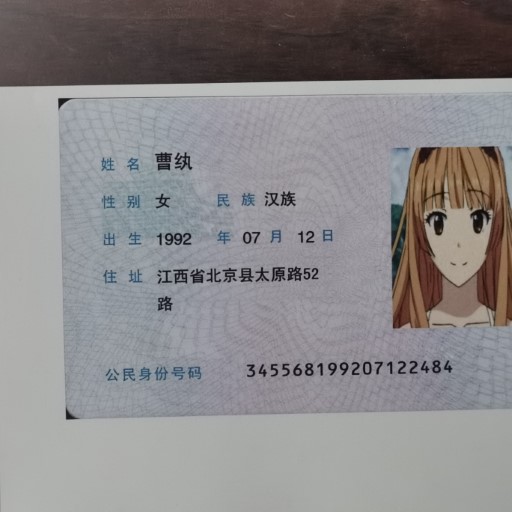 姓名 曹纨
性别 女 民族 汉族
出生 1992 年 07 月 12 日
住址 江西省北京县太原路52
路
公民身份号码 345568199207122484